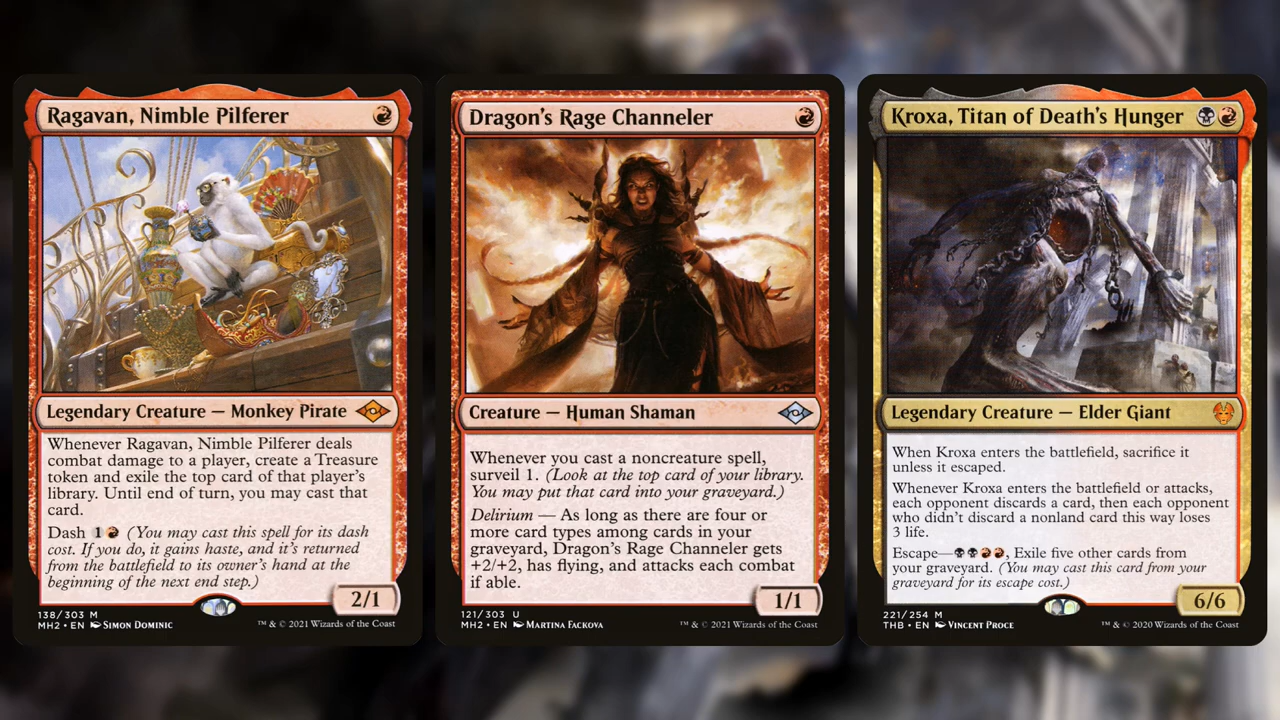 Ragavan, Nimble Pilferer
Legendary Creature — Monkey Pirate
Whenever Ragavan, Nimble Pilferer deals
combat damage to a player, create a Treasure
token and exile the top card of that player's
library. Until end of turn, you may cast that
card.
Dash 1 (You may cast this spell for its dash
cost. If you do, it gains haste, and it's returned
from the battlefield to its owner's hand at the
beginning of the next end step.)
2/1
138/303 M
MH2 • EN SIMON DOMINIC
™ & © 2021 Wizards of the Coast
Dragon's Rage Channeler
Creature — Human Shaman
Whenever you cast a noncreature spell,
surveil 1. (Look at the top card of your library.
You may put that card into your graveyard.)
Delirium — As long as there are four or
more card types among cards in your
graveyard, Dragon's Rage Channeler gets
+2/+2, has flying, and attacks each combat
if able.
1/1
121/303 U
MH2 • EN MARTINA FACKOVA
™ & © 2021 Wizards of the Coast
Kroxa, Titan of Death's Hunger
Legendary Creature — Elder Giant
When Kroxa enters the battlefield, sacrifice it
unless it escaped.
Whenever Kroxa enters the battlefield or attacks,
each opponent discards a card, then each opponent
who didn't discard a nonland card this way loses
3 life.
Escape—, Exile five other cards from
your graveyard. (You may cast this card from your
graveyard for its escape cost.)
6/6
221/254 M
THB • EN VINCENT PROCE
™ & © 2020 Wizards of the Coast